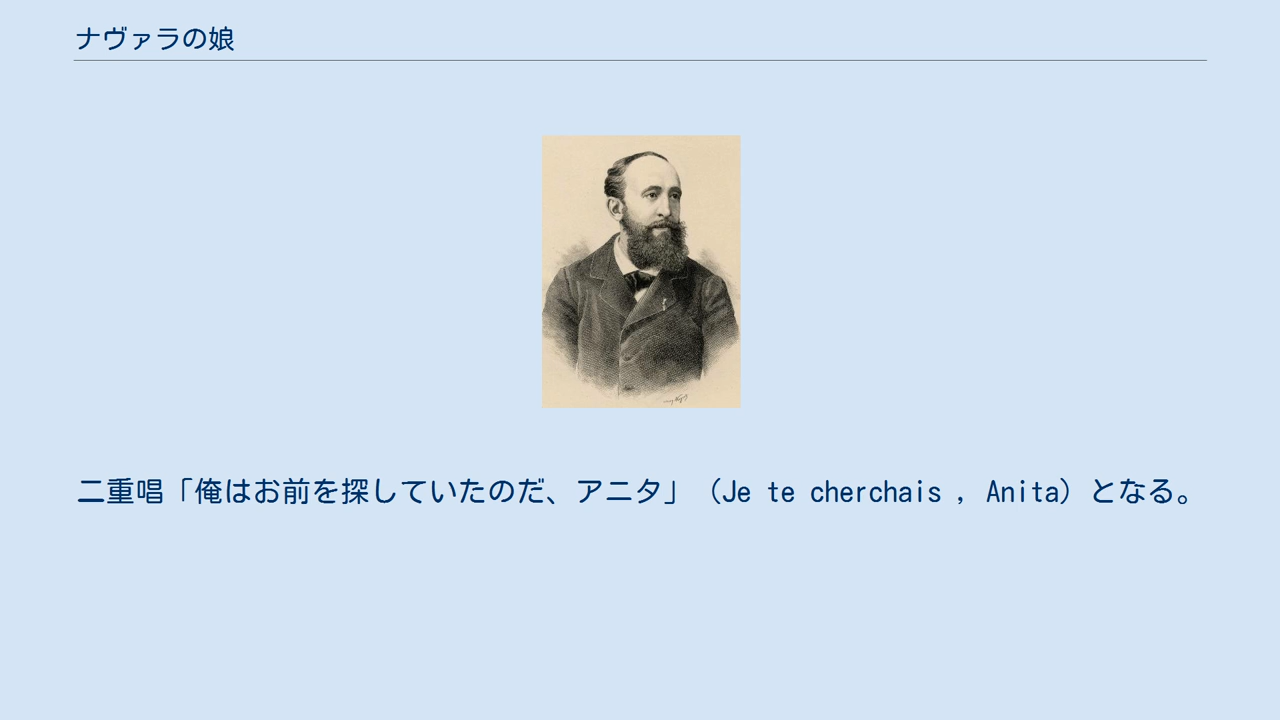 ナヴァラの娘
二重唱「俺はお前を探していたのだ、アニタ」（Je te cherchais , Anita）となる。